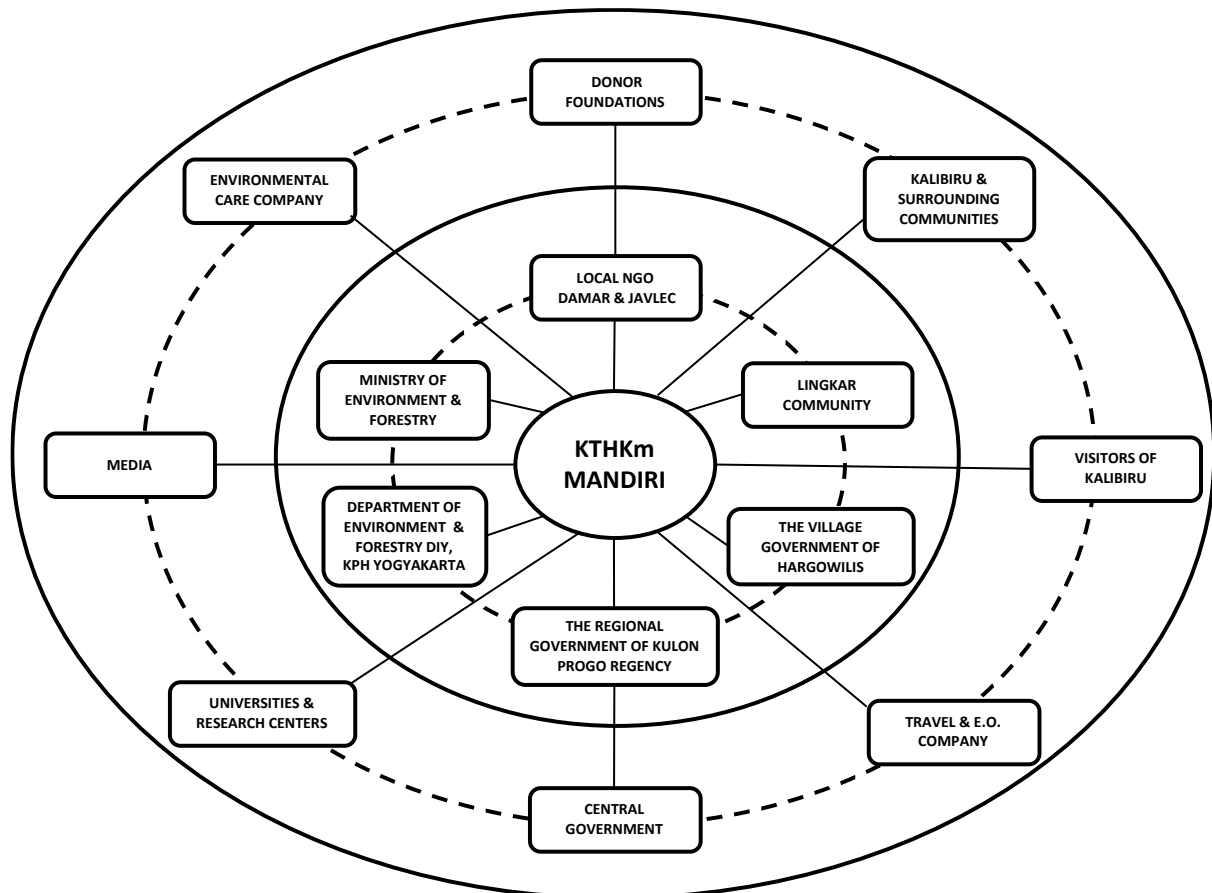 DONOR
FOUNDATIONS
ENVIRONMENTAL
CARE COMPANY
KALIBIRU &
SURROUNDING
COMMUNITIES
LOCAL NGO
DAMAR & JAVLEC
MINISTRY OF
ENVIRONMENT &
FORESTRY
LINGKAR
COMMUNITY
MEDIA
KTHKm
MANDIRI
VISITORS OF
KALIBIRU
DEPARTMENT OF
ENVIRONMENT &
FORESTRY DIY,
KPH YOGYAKARTA
THE VILLAGE
GOVERNMENT OF
HARGOWILIS
THE REGIONAL
GOVERNMENT OF KULON
PROGO REGENCY
UNIVERSITIES &
RESEARCH CENTERS
TRAVEL & E.O.
COMPANY
CENTRAL
GOVERNMENT